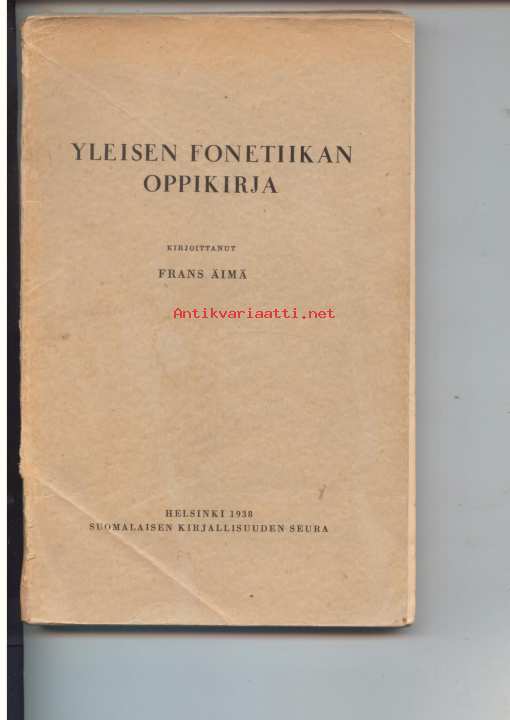 YLEISEN FONETIIKAN
OPPIKIRJA
KIRJOITTANUT
FRANS ÄIMÄ
Antikvariaatti.net
HELSINKI 1938
SUOMALAISEN KIRJALLISUUDEN SEURA